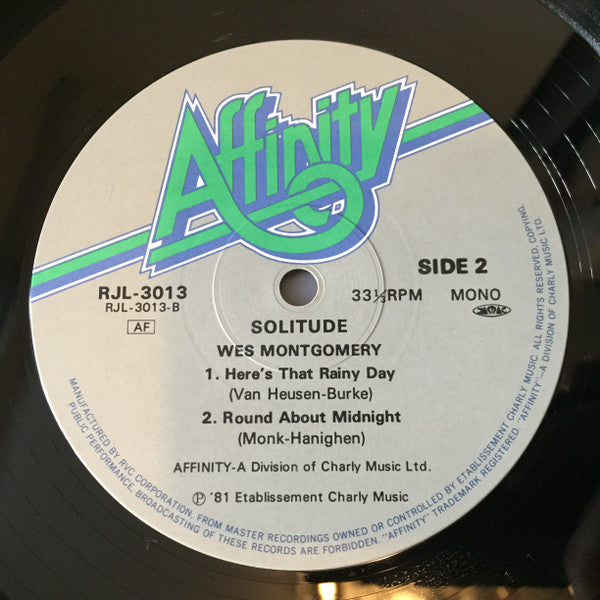 Affinity
SIDE 2
RJL-3013
RJL-3013-B
AF
33⅓RPM MONO
SOLITUDE
WES MONTGOMERY
1. Here's That Rainy Day
(Van Heusen-Burke)
2. Round About Midnight
(Monk-Hanighen)
AFFINITY-A Division of Charly Music Ltd.
Ⓟ '81 Etablissement Charly Music
MANUFACTURED BY RVC CORPORATION. FROM MASTER RECORDINGS OWNED OR CONTROLLED BY ETABLISSEMENT CHARLY MUSIC. ALL RIGHTS RESERVED. COPYING.
PUBLIC PERFORMANCE, BROADCASTING OF THESE RECORDS ARE FORBIDDEN. "AFFINITY" TRADEMARK REGISTERED. 'AFFINITY'-A DIVISION OF CHARLY MUSIC LTD.